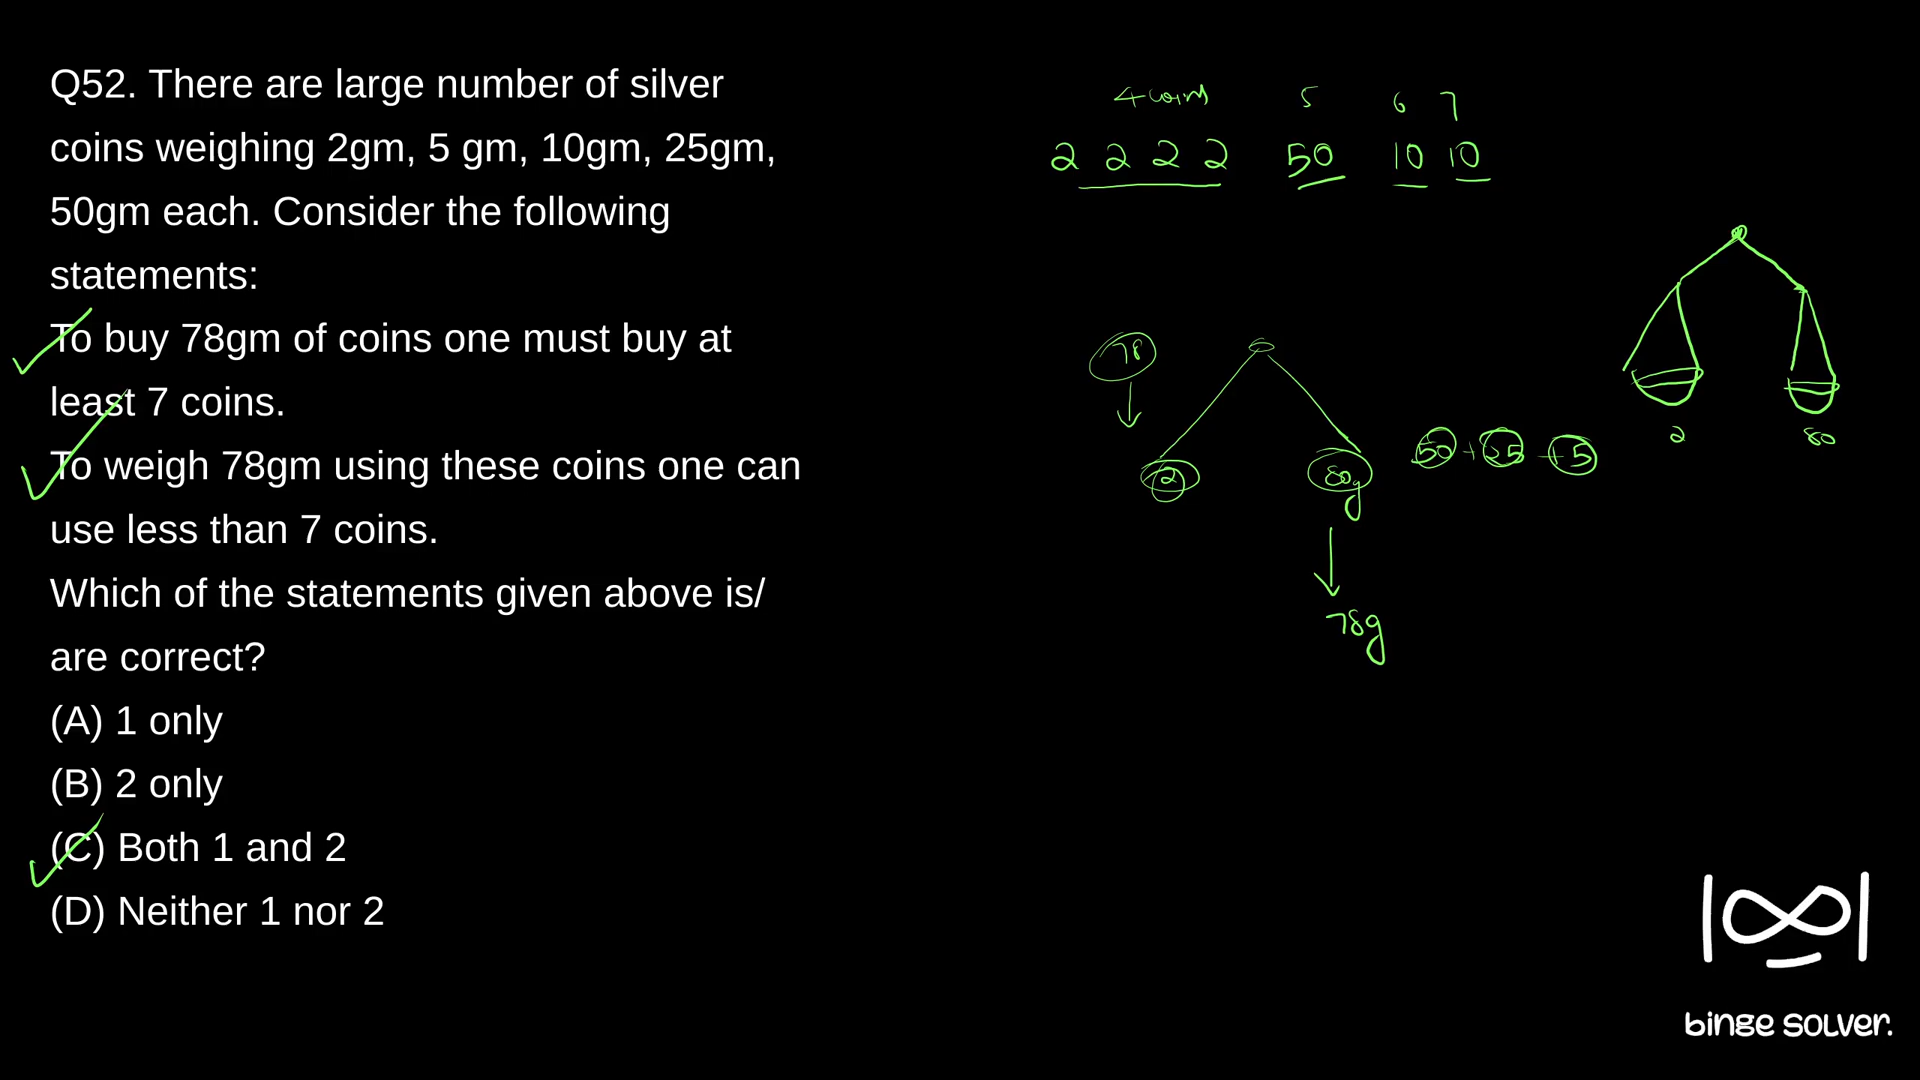 Q52. There are large number of silver
coins weighing 2gm, 5 gm, 10gm, 25gm,
50gm each. Consider the following
statements:
To buy 78gm of coins one must buy at
least 7 coins.
To weigh 78gm using these coins one can
use less than 7 coins.
Which of the statements given above is/
are correct?
(A) 1 only
(B) 2 only
(C) Both 1 and 2
(D) Neither 1 nor 2
4 coins 5 6 7
2 2 2 2 50 10 10
78
2 80g 50 + 25 + 5
78g
2 80
binge SOLVER.